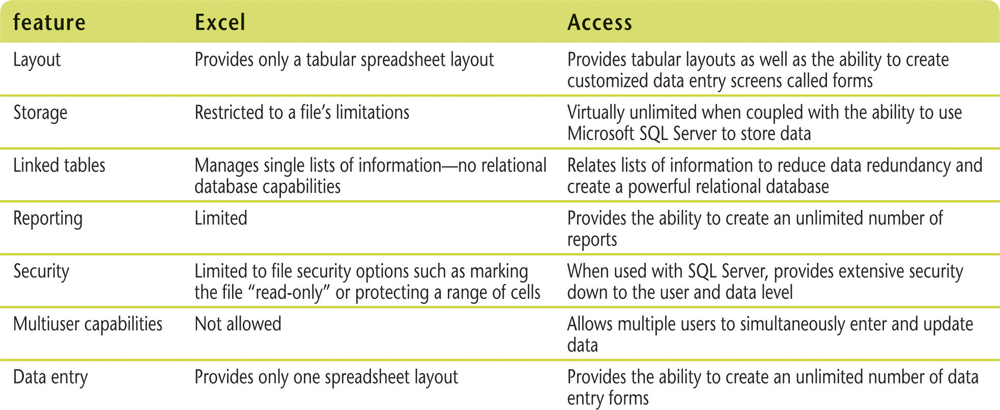 feature Excel Access
Layout Provides only a tabular spreadsheet layout Provides tabular layouts as well as the ability to create
customized data entry screens called forms
Storage Restricted to a file’s limitations Virtually unlimited when coupled with the ability to use
Microsoft SQL Server to store data
Linked tables Manages single lists of information—no relational Relates lists of information to reduce data redundancy and
database capabilities create a powerful relational database
Reporting Limited Provides the ability to create an unlimited number of
reports
Security Limited to file security options such as marking When used with SQL Server, provides extensive security
the file “read-only” or protecting a range of cells down to the user and data level
Multiuser capabilities Not allowed Allows multiple users to simultaneously enter and update
data
Data entry Provides only one spreadsheet layout Provides the ability to create an unlimited number of data
entry forms